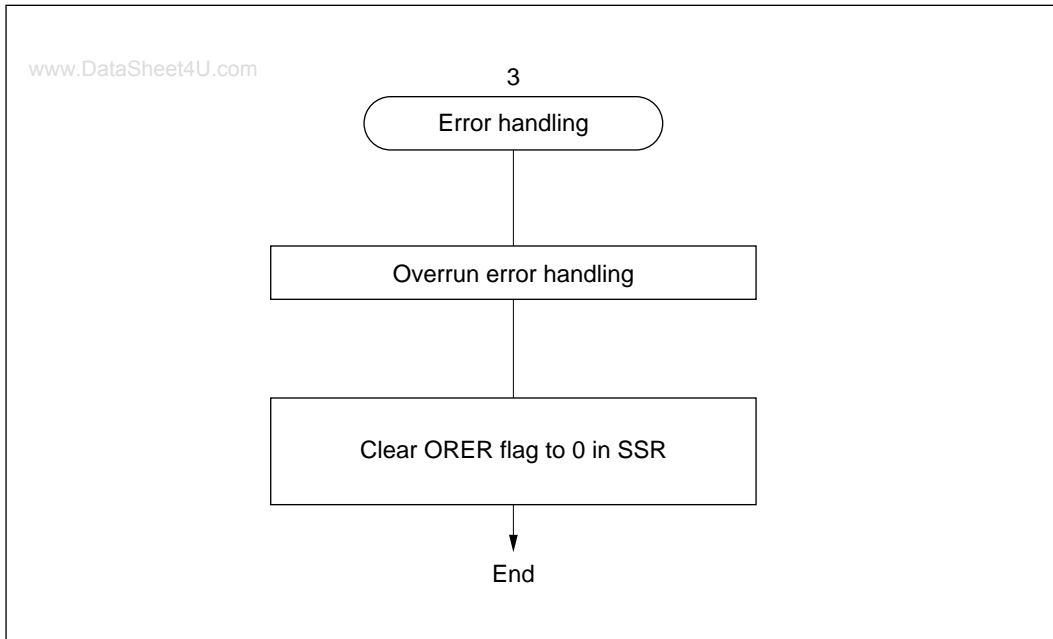 www.DataSheet4U.com
3
Error handling
Overrun error handling
Clear ORER flag to 0 in SSR
End